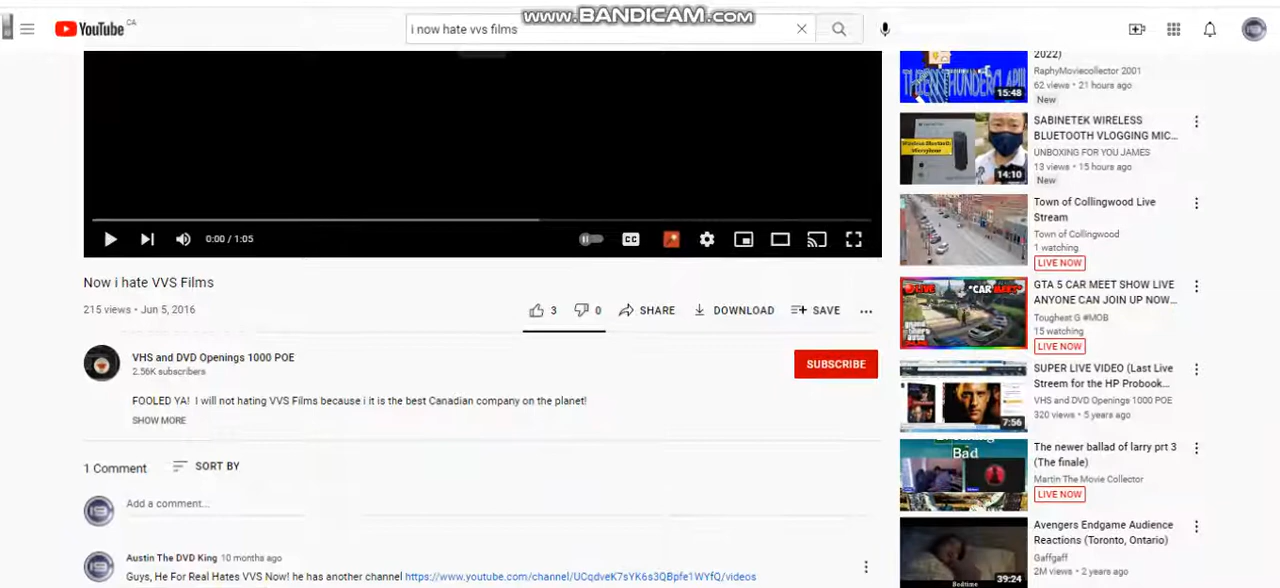 www.BANDICAM.com
YouTube CA
i now hate vvs films
0:00 / 1:05
CC
Now i hate VVS Films
215 views • Jun 5, 2016
3
0
SHARE
DOWNLOAD
SAVE
VHS and DVD Openings 1000 POE
2.56K subscribers
SUBSCRIBE
FOOLED YA! I will not hating VVS Films because i it is the best Canadian company on the planet!
SHOW MORE
1 Comment
SORT BY
Add a comment...
Austin The DVD King 10 months ago
Guys, He For Real Hates VVS Now! he has another channel https://www.youtube.com/channel/UCqdveK7sYK6s3QBpfe1WYfQ/videos
2022)
RaphyMoviecollector 2001
62 views • 21 hours ago
New
15:48
SABINETEK WIRELESS
BLUETOOTH VLOGGING MIC...
UNBOXING FOR YOU JAMES
13 views • 15 hours ago
New
14:10
Town of Collingwood Live
Stream
Town of Collingwood
1 watching
LIVE NOW
LIVE
"CAR MEET"
GTA 5 CAR MEET SHOW LIVE
ANYONE CAN JOIN UP NOW...
Toughest G #MOB
15 watching
LIVE NOW
SUPER LIVE VIDEO (Last Live
Streem for the HP Probook...
VHS and DVD Openings 1000 POE
320 views • 5 years ago
7:56
Bad
The newer ballad of larry prt 3
(The finale)
Martin The Movie Collector
LIVE NOW
Avengers Endgame Audience
Reactions (Toronto, Ontario)
Gaffgaff
2M views • 2 years ago
Bedtime
39:24